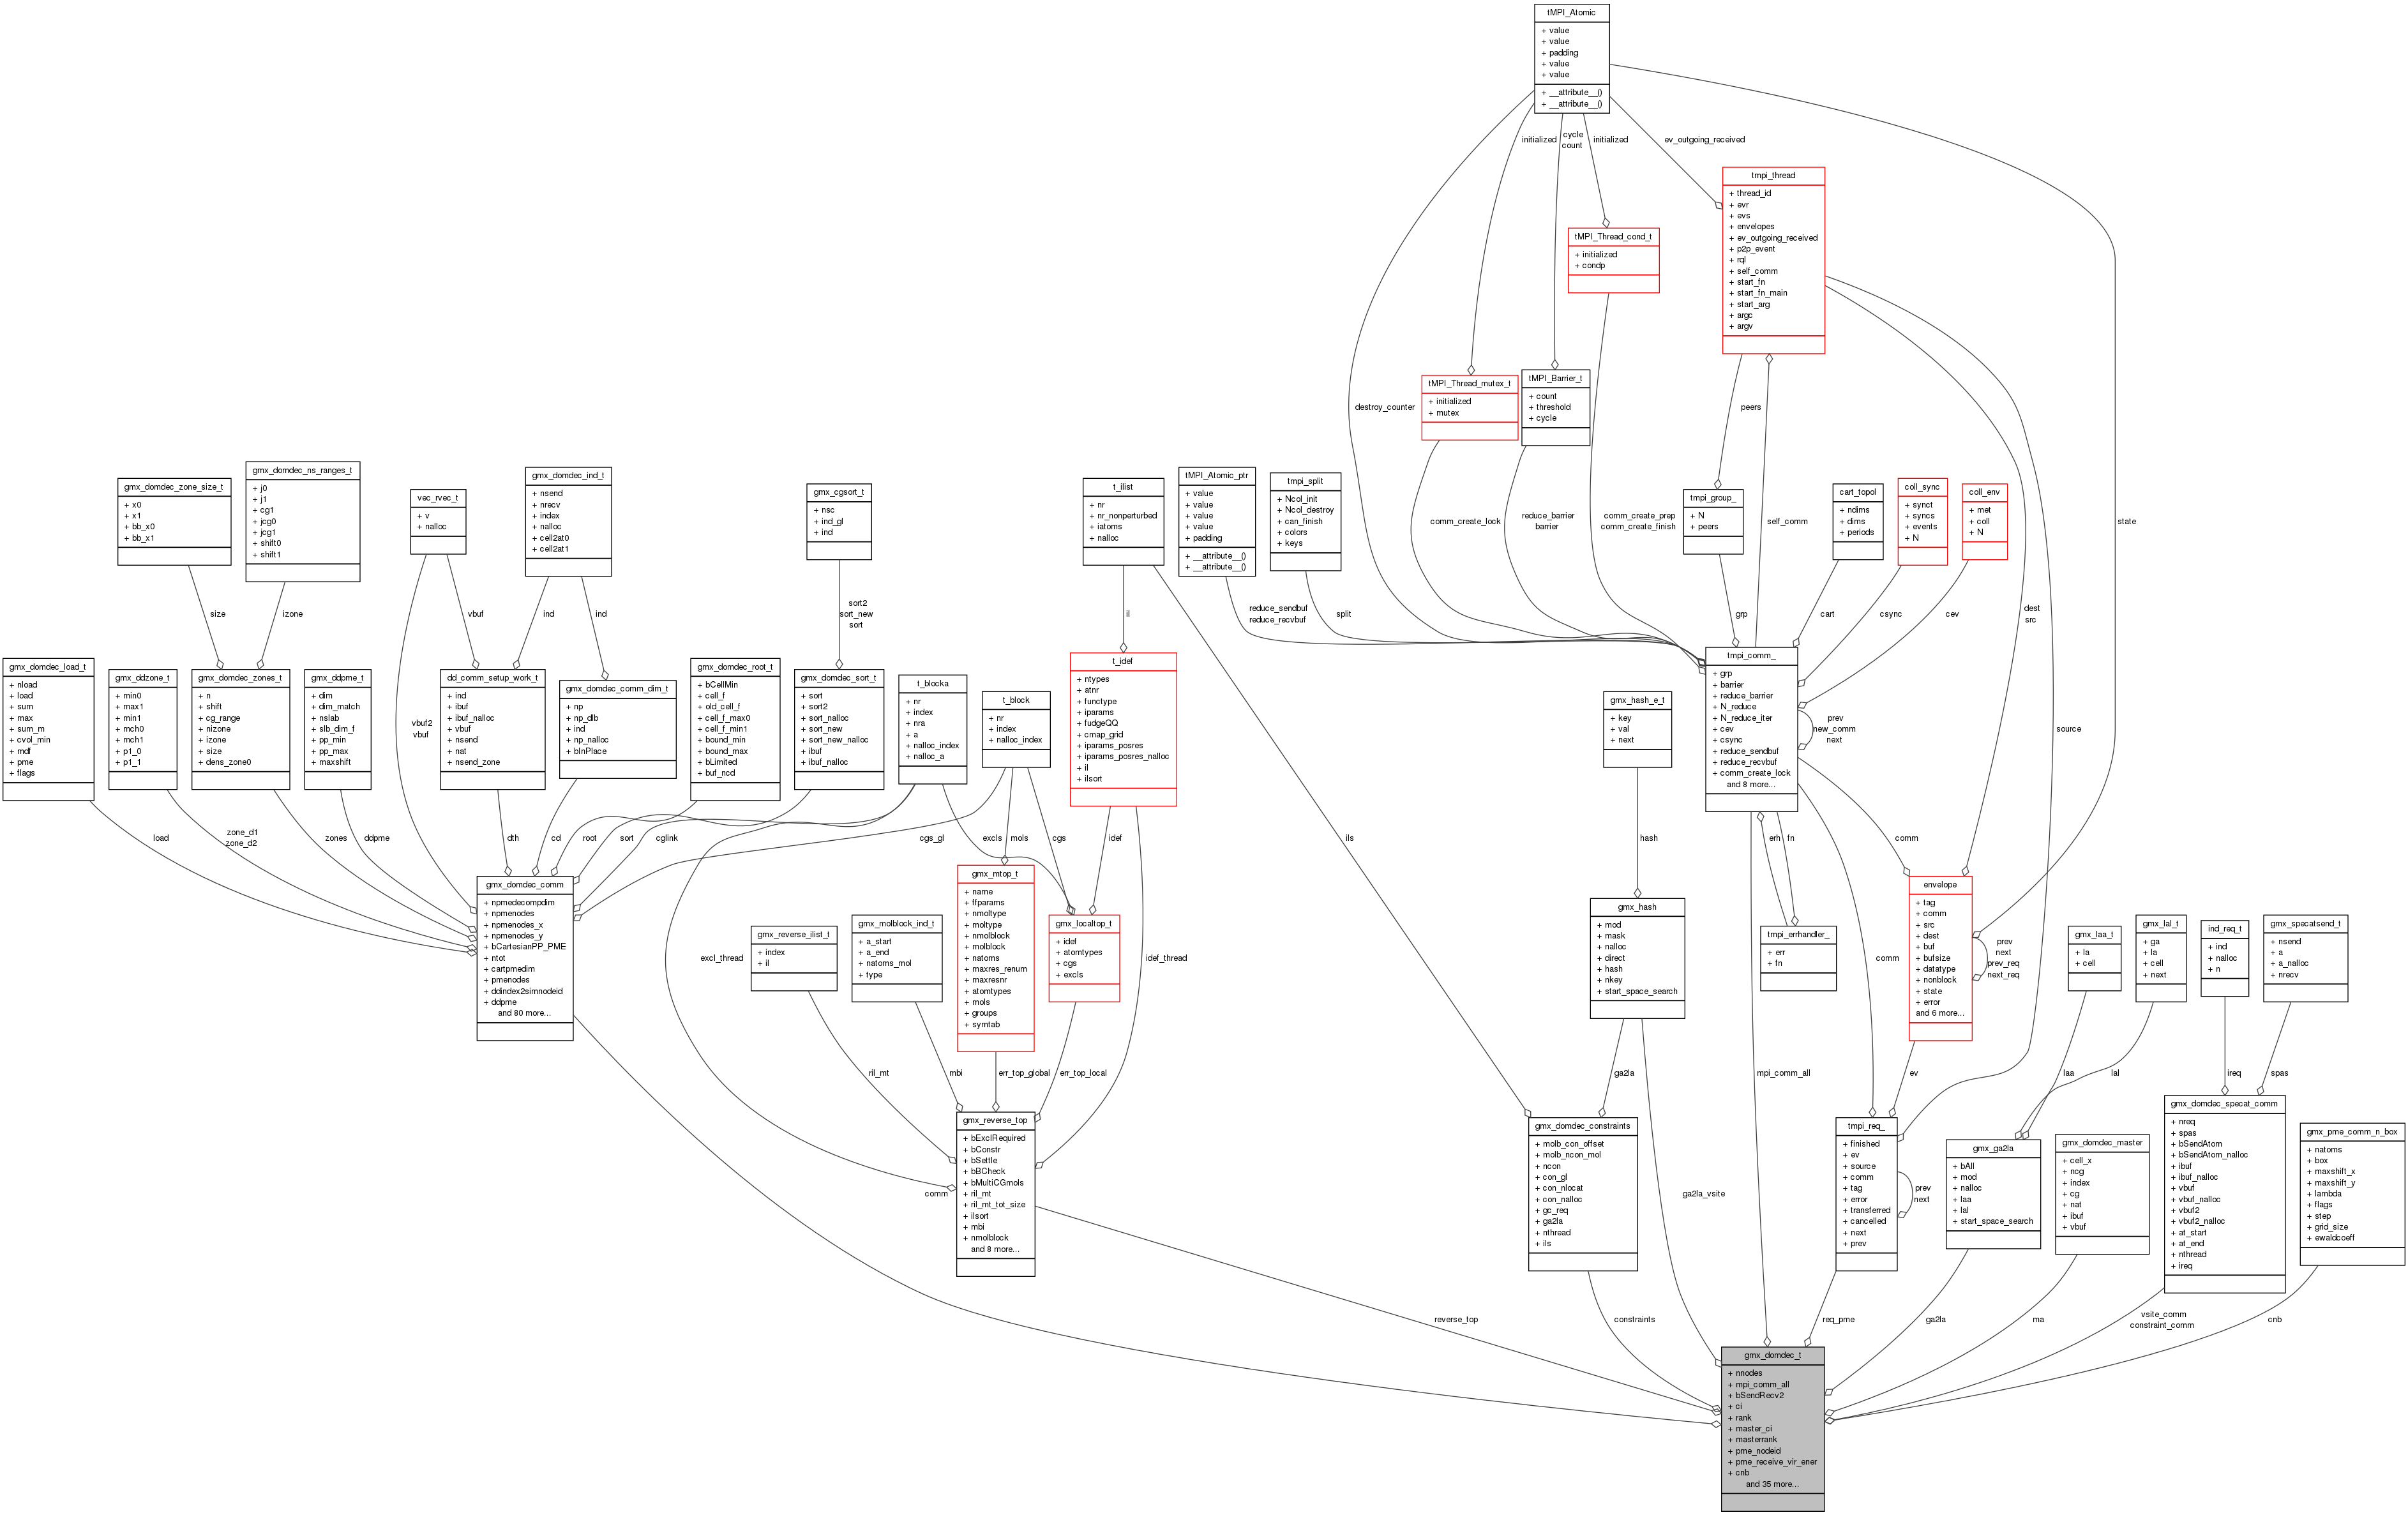 tMPI_Atomic
+ value
+ value
+ padding
+ value
+ value
+ __attribute__()
+ __attribute__()
initialized
cycle
count
initialized
ev_outgoing_received
tmpi_thread
+ thread_id
+ evr
+ evs
+ envelopes
+ ev_outgoing_received
+ p2p_event
+ rql
+ self_comm
+ start_fn
+ start_fn_main
+ start_arg
+ argc
+ argv
tMPI_Thread_cond_t
+ initialized
+ condp
tMPI_Thread_mutex_t
+ initialized
+ mutex
tMPI_Barrier_t
+ count
+ threshold
+ cycle
destroy_counter
peers
gmx_domdec_zone_size_t
+ x0
+ x1
+ bb_x0
+ bb_x1
gmx_domdec_ns_ranges_t
+ j0
+ j1
+ cg1
+ jcg0
+ jcg1
+ shift0
+ shift1
vec_rvec_t
+ v
+ nalloc
gmx_domdec_ind_t
+ nsend
+ nrecv
+ index
+ nalloc
+ cell2at0
+ cell2at1
gmx_cgsort_t
+ nsc
+ ind_gl
+ ind
t_ilist
+ nr
+ nr_nonperturbed
+ iatoms
+ nalloc
tMPI_Atomic_ptr
+ value
+ value
+ value
+ value
+ padding
+ __attribute__()
+ __attribute__()
tmpi_split
+ Ncol_init
+ Ncol_destroy
+ can_finish
+ colors
+ keys
comm_create_lock
reduce_barrier
barrier
comm_create_prep
comm_create_finish
tmpi_group_
+ N
+ peers
self_comm
cart_topol
+ ndims
+ dims
+ periods
coll_sync
+ synct
+ syncs
+ events
+ N
coll_env
+ met
+ coll
+ N
state
size
izone
vbuf
ind
ind
sort2
sort_new
sort
il
reduce_sendbuf
reduce_recvbuf
split
grp
cart
csync
cev
dest
src
gmx_domdec_load_t
+ nload
+ load
+ sum
+ max
+ sum_m
+ cvol_min
+ mdf
+ pme
+ flags
gmx_ddzone_t
+ min0
+ max1
+ min1
+ mch0
+ mch1
+ p1_0
+ p1_1
gmx_domdec_zones_t
+ n
+ shift
+ cg_range
+ nizone
+ izone
+ size
+ dens_zone0
gmx_ddpme_t
+ dim
+ dim_match
+ nslab
+ slb_dim_f
+ pp_min
+ pp_max
+ maxshift
vbuf2
vbuf
dd_comm_setup_work_t
+ ind
+ ibuf
+ ibuf_nalloc
+ vbuf
+ nsend
+ nat
+ nsend_zone
gmx_domdec_comm_dim_t
+ np
+ np_dlb
+ ind
+ np_nalloc
+ bInPlace
gmx_domdec_root_t
+ bCellMin
+ cell_f
+ old_cell_f
+ cell_f_max0
+ cell_f_min1
+ bound_min
+ bound_max
+ bLimited
+ buf_ncd
gmx_domdec_sort_t
+ sort
+ sort2
+ sort_nalloc
+ sort_new
+ sort_new_nalloc
+ ibuf
+ ibuf_nalloc
t_blocka
+ nr
+ index
+ nra
+ a
+ nalloc_index
+ nalloc_a
t_block
+ nr
+ index
+ nalloc_index
t_idef
+ ntypes
+ atnr
+ functype
+ iparams
+ fudgeQQ
+ cmap_grid
+ iparams_posres
+ iparams_posres_nalloc
+ il
+ ilsort
gmx_hash_e_t
+ key
+ val
+ next
tmpi_comm_
+ grp
+ barrier
+ reduce_barrier
+ N_reduce
+ N_reduce_iter
+ cev
+ csync
+ reduce_sendbuf
+ reduce_recvbuf
+ comm_create_lock
and 8 more...
prev
new_comm
next
source
load
zone_d1
zone_d2
zones
ddpme
dth
cd
root
sort
cglink
cgs_gl
excls
mols
cgs
idef
ils
hash
erh
fn
comm
gmx_domdec_comm
+ npmedecompdim
+ npmenodes
+ npmenodes_x
+ npmenodes_y
+ bCartesianPP_PME
+ ntot
+ cartpmedim
+ pmenodes
+ ddindex2simnodeid
+ ddpme
and 80 more...
excl_thread
gmx_reverse_ilist_t
+ index
+ il
gmx_molblock_ind_t
+ a_start
+ a_end
+ natoms_mol
+ type
gmx_mtop_t
+ name
+ ffparams
+ nmoltype
+ moltype
+ nmolblock
+ molblock
+ natoms
+ maxres_renum
+ maxresnr
+ atomtypes
+ mols
+ groups
+ symtab
gmx_localtop_t
+ idef
+ atomtypes
+ cgs
+ excls
idef_thread
gmx_hash
+ mod
+ mask
+ nalloc
+ direct
+ hash
+ nkey
+ start_space_search
tmpi_errhandler_
+ err
+ fn
comm
envelope
+ tag
+ comm
+ src
+ dest
+ buf
+ bufsize
+ datatype
+ nonblock
+ state
+ error
and 6 more...
prev
next
prev_req
next_req
gmx_laa_t
+ la
+ cell
gmx_lal_t
+ ga
+ la
+ cell
+ next
ind_req_t
+ ind
+ nalloc
+ n
gmx_specatsend_t
+ nsend
+ a
+ a_nalloc
+ nrecv
ril_mt
mbi
err_top_global
err_top_local
ga2la
mpi_comm_all
ev
laa
lal
ireq
spas
comm
gmx_reverse_top
+ bExclRequired
+ bConstr
+ bSettle
+ bBCheck
+ bMultiCGmols
+ ril_mt
+ ril_mt_tot_size
+ ilsort
+ mbi
+ nmolblock
and 8 more...
gmx_domdec_constraints
+ molb_con_offset
+ molb_ncon_mol
+ ncon
+ con_gl
+ con_nlocat
+ con_nalloc
+ gc_req
+ ga2la
+ nthread
+ ils
ga2la_vsite
tmpi_req_
+ finished
+ ev
+ source
+ comm
+ tag
+ error
+ transferred
+ cancelled
+ next
+ prev
prev
next
gmx_ga2la
+ bAll
+ mod
+ nalloc
+ laa
+ lal
+ start_space_search
gmx_domdec_master
+ cell_x
+ ncg
+ index
+ cg
+ nat
+ ibuf
+ vbuf
gmx_domdec_specat_comm
+ nreq
+ spas
+ bSendAtom
+ bSendAtom_nalloc
+ ibuf
+ ibuf_nalloc
+ vbuf
+ vbuf_nalloc
+ vbuf2
+ vbuf2_nalloc
+ at_start
+ at_end
+ nthread
+ ireq
gmx_pme_comm_n_box
+ natoms
+ box
+ maxshift_x
+ maxshift_y
+ lambda
+ flags
+ step
+ grid_size
+ ewaldcoeff
reverse_top
constraints
req_pme
ga2la
ma
vsite_comm
constraint_comm
cnb
gmx_domdec_t
+ nnodes
+ mpi_comm_all
+ bSendRecv2
+ ci
+ rank
+ master_ci
+ masterrank
+ pme_nodeid
+ pme_receive_vir_ener
+ cnb
and 35 more...